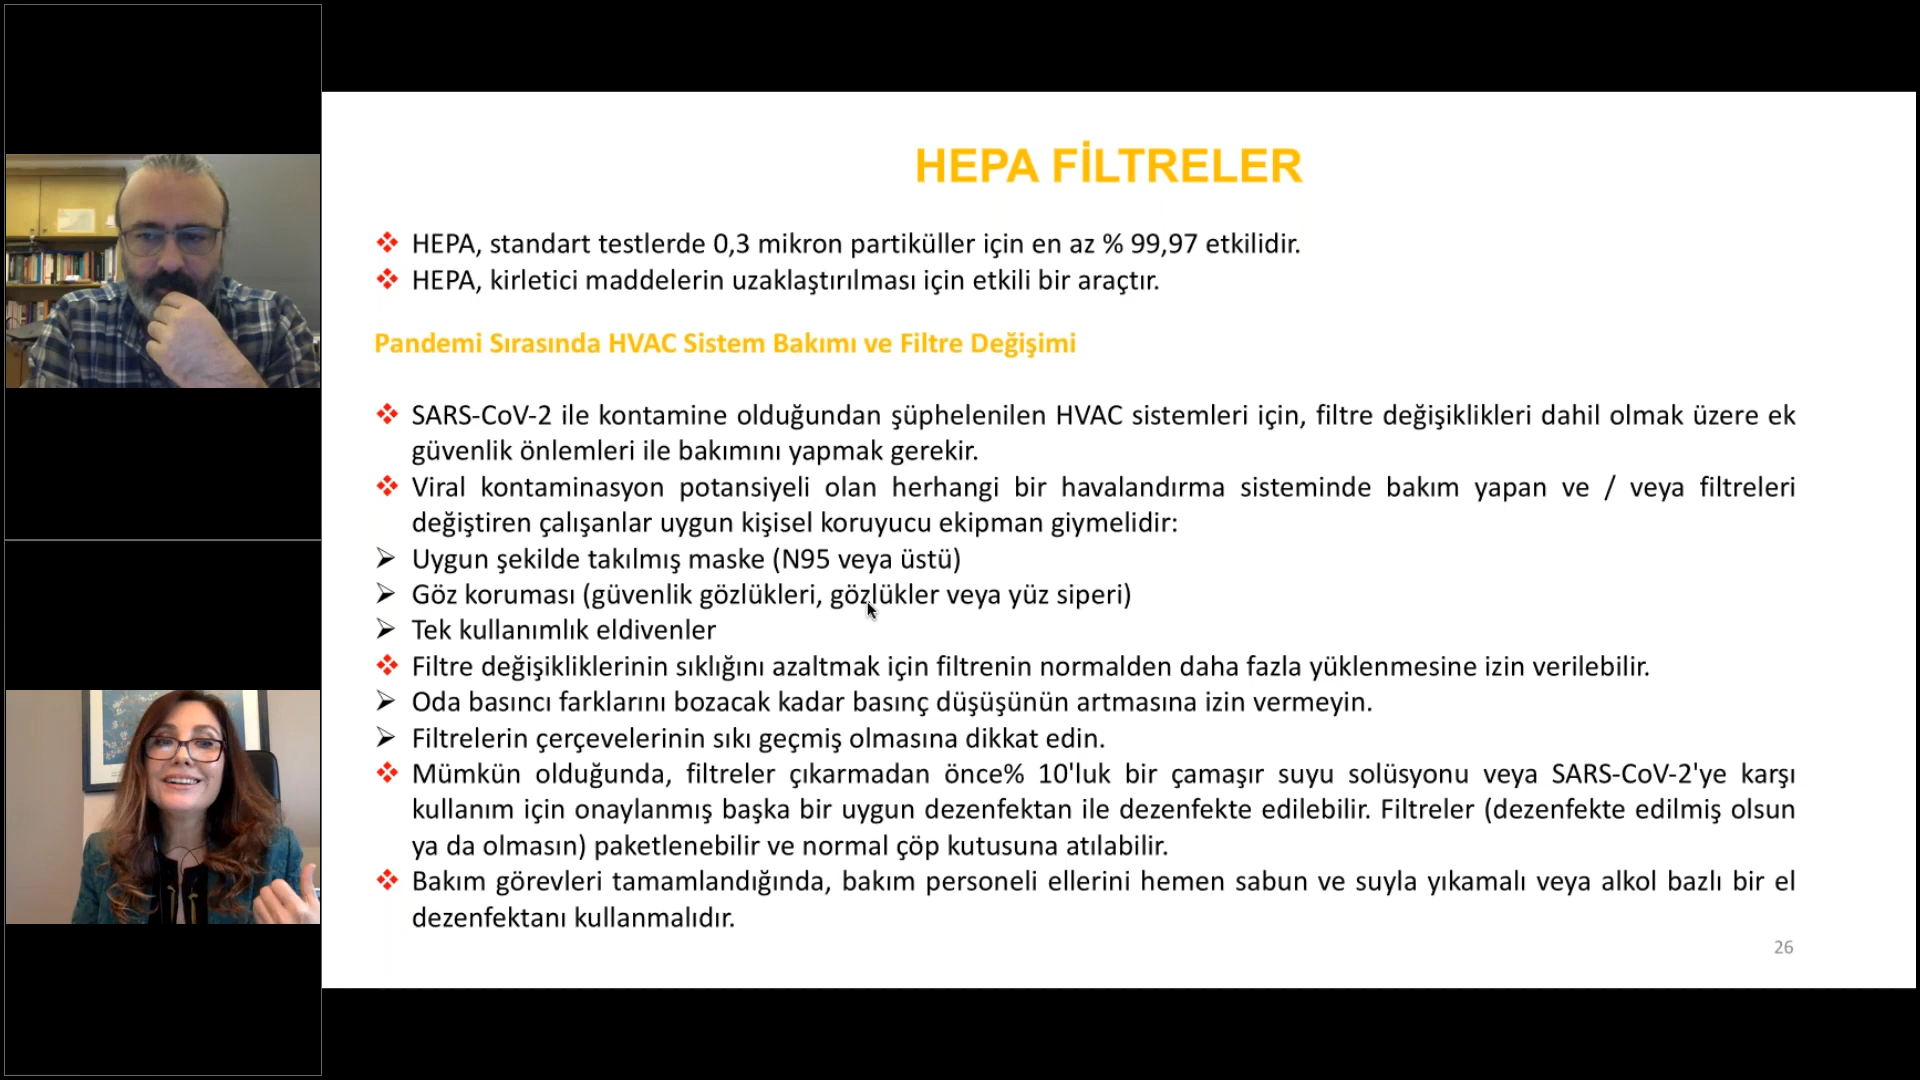 HEPA FİLTRELER
❖ HEPA, standart testlerde 0,3 mikron partiküller için en az % 99,97 etkilidir.
❖ HEPA, kirletici maddelerin uzaklaştırılması için etkili bir araçtır.
Pandemi Sırasında HVAC Sistem Bakımı ve Filtre Değişimi
❖ SARS-CoV-2 ile kontamine olduğundan şüphelenilen HVAC sistemleri için, filtre değişiklikleri dahil olmak üzere ek
güvenlik önlemleri ile bakımını yapmak gerekir.
❖ Viral kontaminasyon potansiyeli olan herhangi bir havalandırma sisteminde bakım yapan ve / veya filtreleri
değiştiren çalışanlar uygun kişisel koruyucu ekipman giymelidir:
➢ Uygun şekilde takılmış maske (N95 veya üstü)
➢ Göz koruması (güvenlik gözlükleri, gözlükler veya yüz siperi)
➢ Tek kullanımlık eldivenler
❖ Filtre değişikliklerinin sıklığını azaltmak için filtrenin normalden daha fazla yüklenmesine izin verilebilir.
➢ Oda basıncı farklarını bozacak kadar basınç düşüşünün artmasına izin vermeyin.
➢ Filtrelerin çerçevelerinin sıkı geçmiş olmasına dikkat edin.
❖ Mümkün olduğunda, filtreler çıkarmadan önce% 10'luk bir çamaşır suyu solüsyonu veya SARS-CoV-2'ye karşı
kullanım için onaylanmış başka bir uygun dezenfektan ile dezenfekte edilebilir. Filtreler (dezenfekte edilmiş olsun
ya da olmasın) paketlenebilir ve normal çöp kutusuna atılabilir.
❖ Bakım görevleri tamamlandığında, bakım personeli ellerini hemen sabun ve suyla yıkamalı veya alkol bazlı bir el
dezenfektanı kullanmalıdır.
26